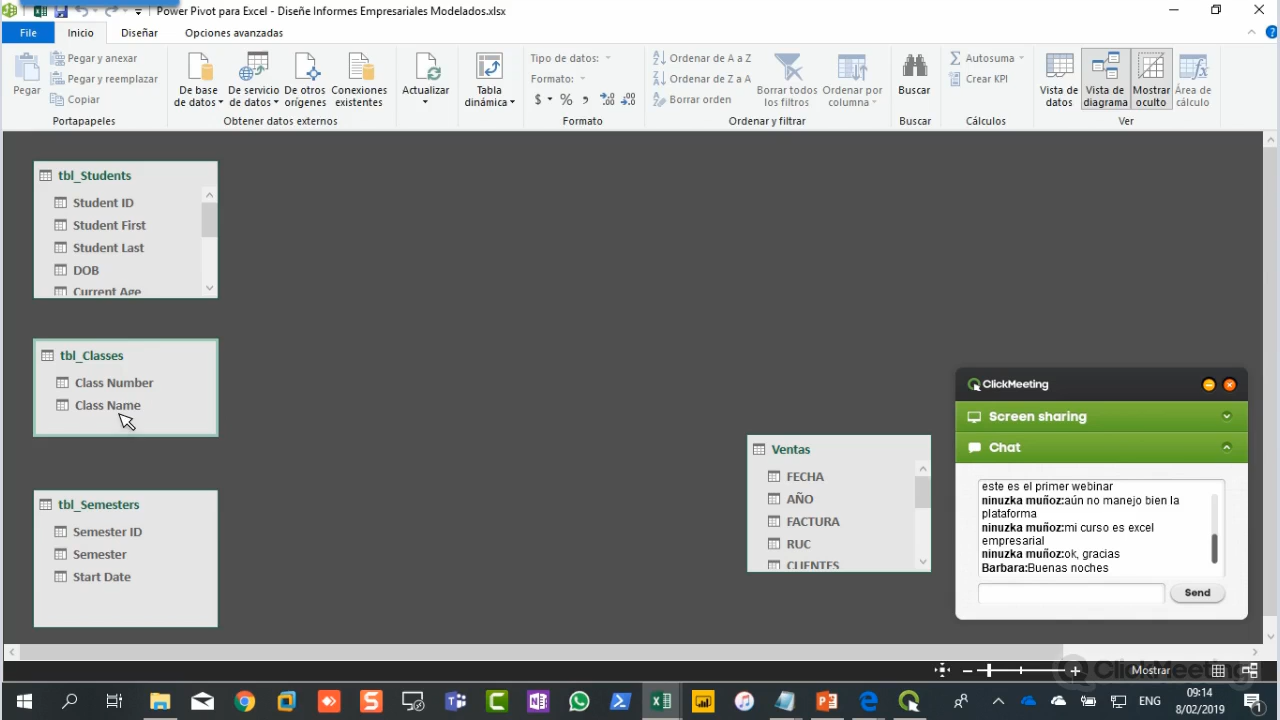 Power Pivot para Excel - Diseñe Informes Empresariales Modelados.xlsx
File Inicio Diseñar Opciones avanzadas
Pegar
Pegar y anexar
Pegar y reemplazar
Copiar
Portapapeles
De base de datos
De servicio de datos
De otros orígenes
Conexiones existentes
Obtener datos externos
Actualizar
Tabla dinámica
Tipo de datos:
Formato:
$ % ,
Formato
Ordenar de A a Z
Ordenar de Z a A
Borrar orden
Borrar todos los filtros
Ordenar por columna
Ordenar y filtrar
Buscar
Buscar
Autosuma
Crear KPI
Cálculos
Vista de datos
Vista de diagrama
Mostrar oculto
Área de cálculo
Ver
tbl_Students
Student ID
Student First
Student Last
DOB
Current Age
tbl_Classes
Class Number
Class Name
tbl_Semesters
Semester ID
Semester
Start Date
Ventas
FECHA
AÑO
FACTURA
RUC
CLIENTES
ClickMeeting
Screen sharing
Chat
este es el primer webinar
ninuzka muñoz:aún no manejo bien la
plataforma
ninuzka muñoz:mi curso es excel
empresarial
ninuzka muñoz:ok, gracias
Barbara:Buenas noches
Send
Mostrar
ClickMeeting
ENG
09:14
8/02/2019